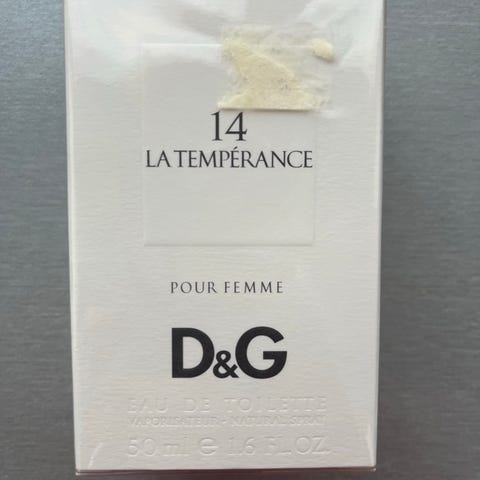 14
LA TEMPÉRANCE
POUR FEMME
D&G
EAU DE TOILETTE
VAPORISATEUR - NATURAL SPRAY
50 ml ℮ 1.6 FL.OZ.